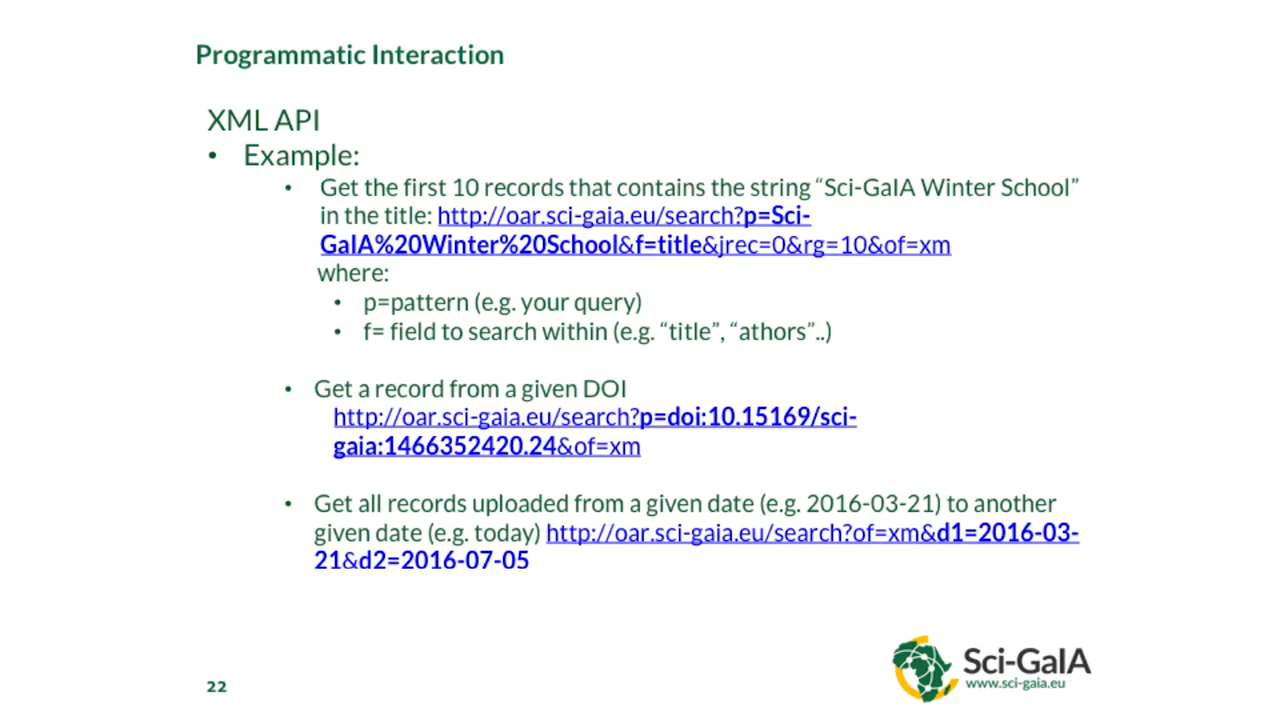 Programmatic Interaction
XML API
• Example:
• Get the first 10 records that contains the string “Sci-GaIA Winter School”
in the title: http://oar.sci-gaia.eu/search?p=Sci-
GaIA%20Winter%20School&f=title&jrec=0&rg=10&of=xm
where:
• p=pattern (e.g. your query)
• f= field to search within (e.g. “title”, “athors”..)
• Get a record from a given DOI
http://oar.sci-gaia.eu/search?p=doi:10.15169/sci-
gaia:1466352420.24&of=xm
• Get all records uploaded from a given date (e.g. 2016-03-21) to another
given date (e.g. today) http://oar.sci-gaia.eu/search?of=xm&d1=2016-03-
21&d2=2016-07-05
22
Sci-GaIA
www.sci-gaia.eu